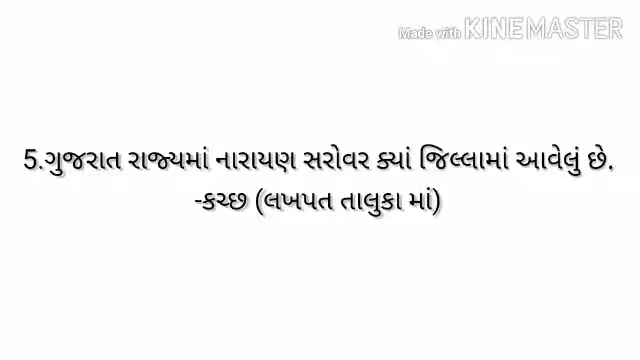 Made with KINEMASTER
5.ગુજરાત રાજ્યમાં નારાયણ સરોવર ક્યાં જિલ્લામાં આવેલું છે.
-કચ્છ (લખપત તાલુકા માં)